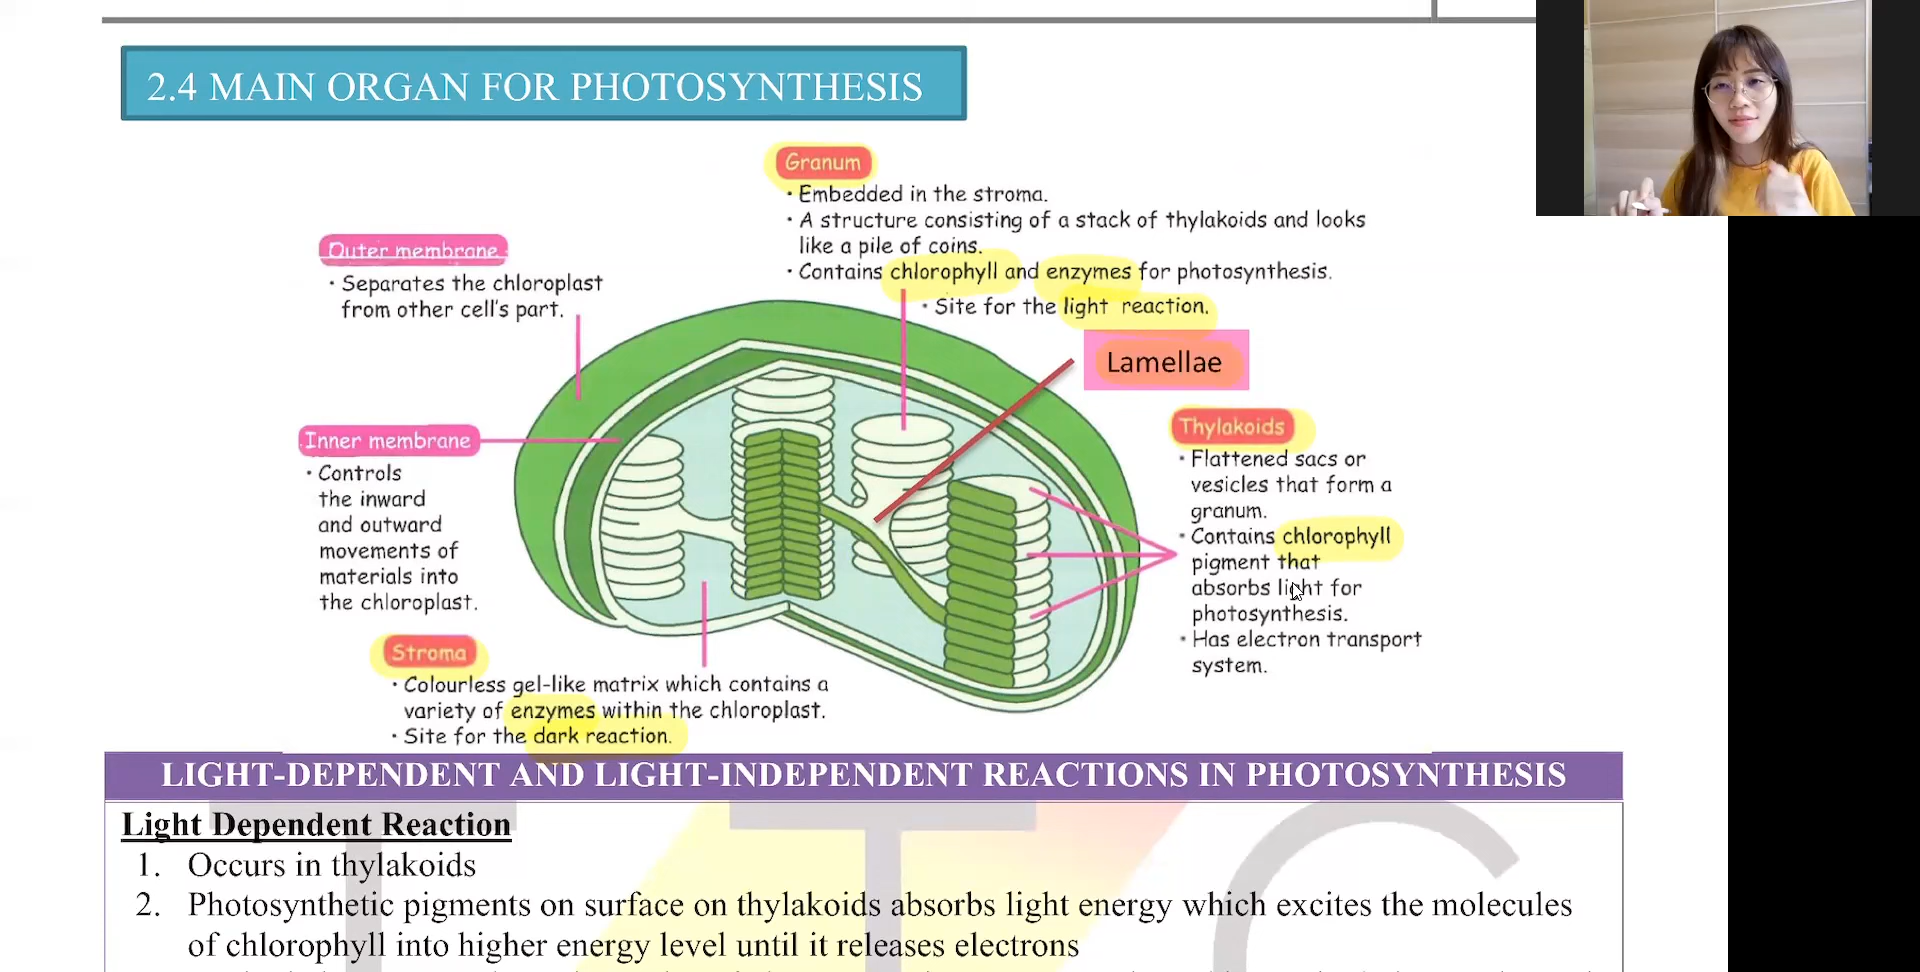 2.4 MAIN ORGAN FOR PHOTOSYNTHESIS
Granum
· Embedded in the stroma.
· A structure consisting of a stack of thylakoids and looks
like a pile of coins.
· Contains chlorophyll and enzymes for photosynthesis.
· Site for the light reaction.
Outer membrane
· Separates the chloroplast
from other cell's part.
Lamellae
Inner membrane
· Controls
the inward
and outward
movements of
materials into
the chloroplast.
Thylakoids
· Flattened sacs or
vesicles that form a
granum.
· Contains chlorophyll
pigment that
absorbs light for
photosynthesis.
· Has electron transport
system.
Stroma
· Colourless gel-like matrix which contains a
variety of enzymes within the chloroplast.
· Site for the dark reaction.
LIGHT-DEPENDENT AND LIGHT-INDEPENDENT REACTIONS IN PHOTOSYNTHESIS
Light Dependent Reaction
1. Occurs in thylakoids
2. Photosynthetic pigments on surface on thylakoids absorbs light energy which excites the molecules
of chlorophyll into higher energy level until it releases electrons